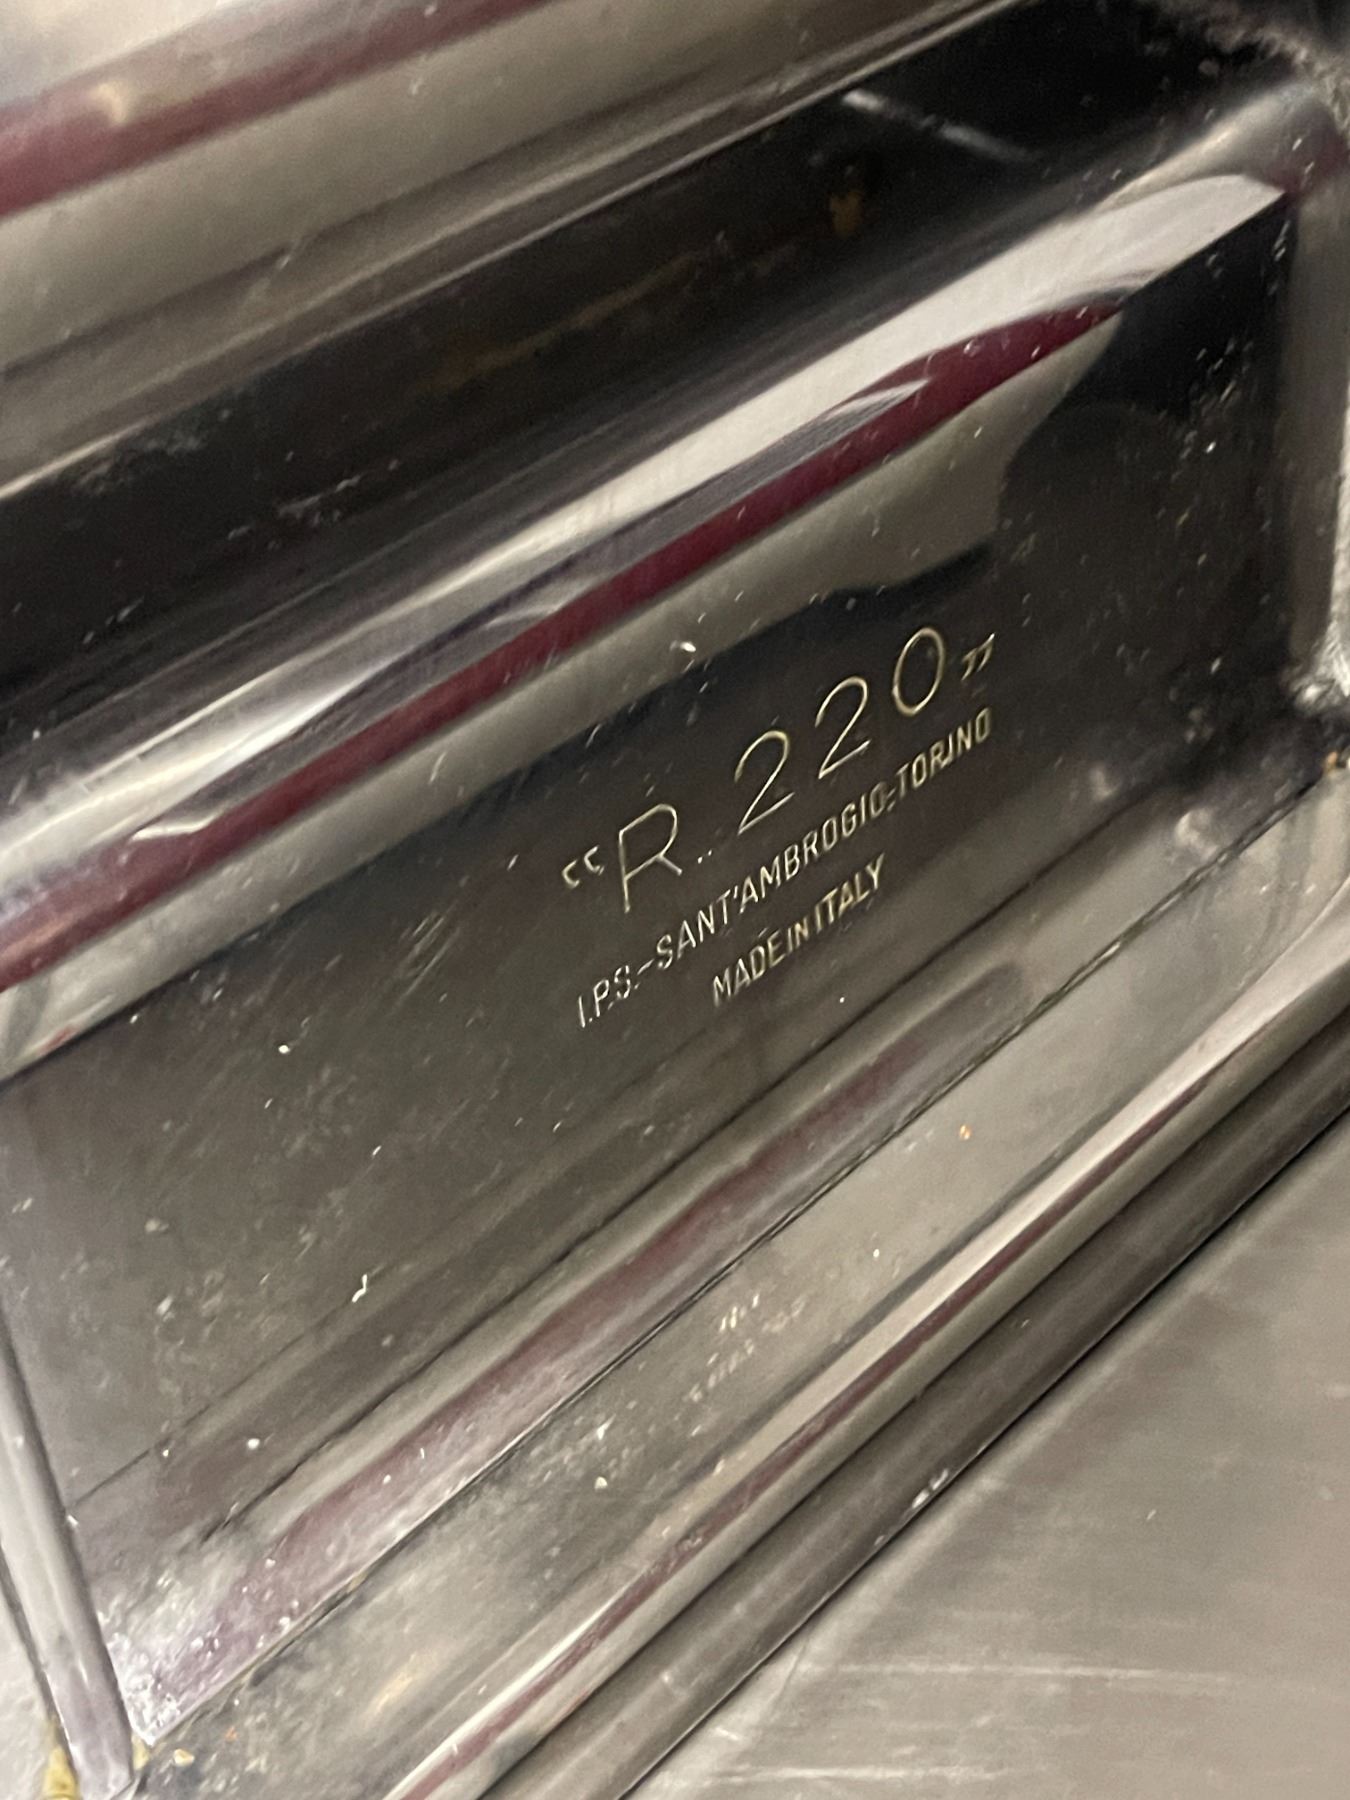 “R..220”
I.P.S.-SANT'AMBROGIO-TORINO
MADE IN ITALY